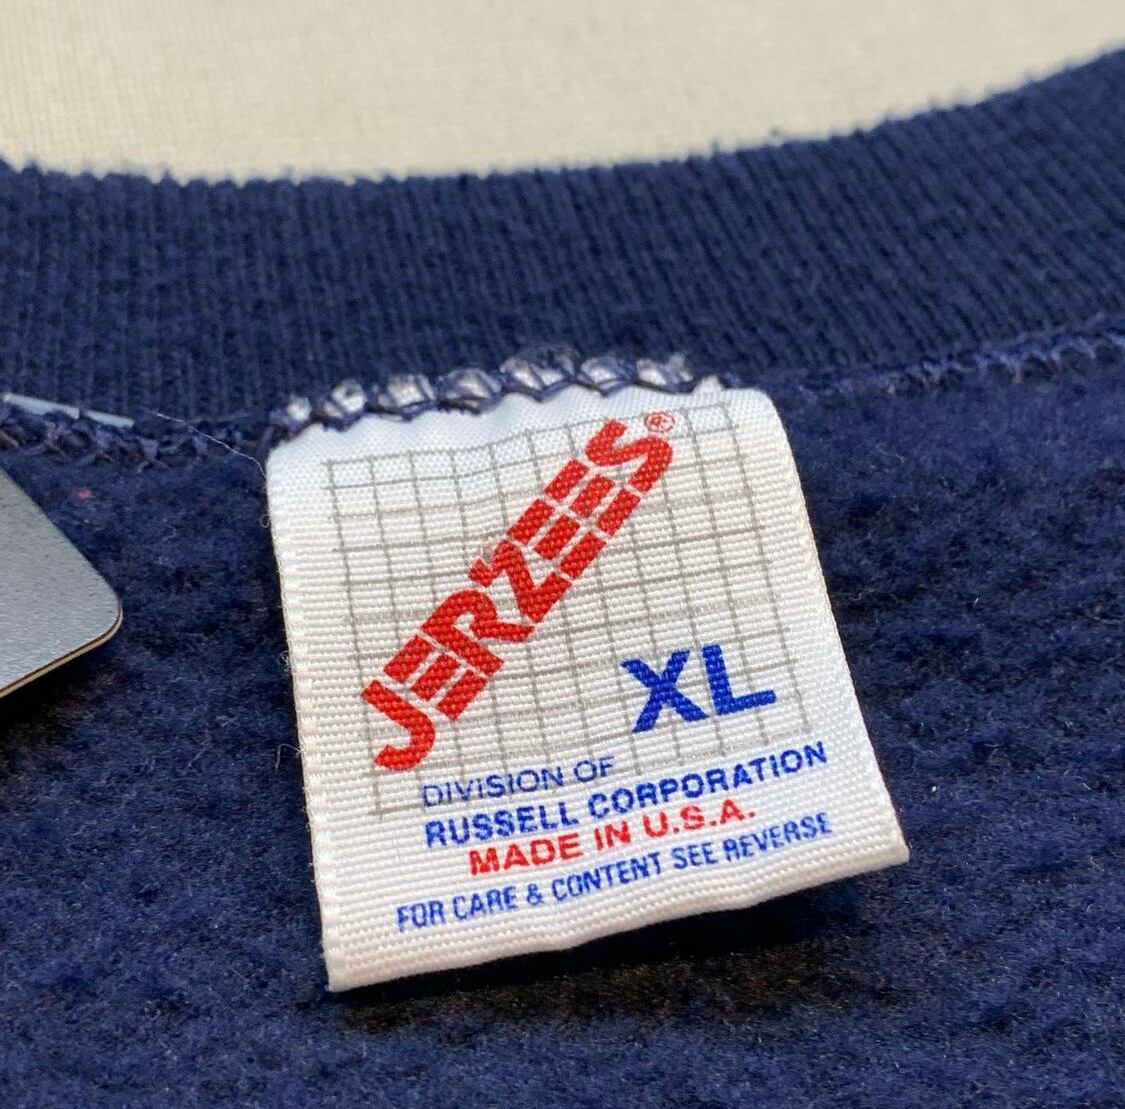 JERZEES®
XL
DIVISION OF
RUSSELL CORPORATION
MADE IN U.S.A.
FOR CARE & CONTENT SEE REVERSE